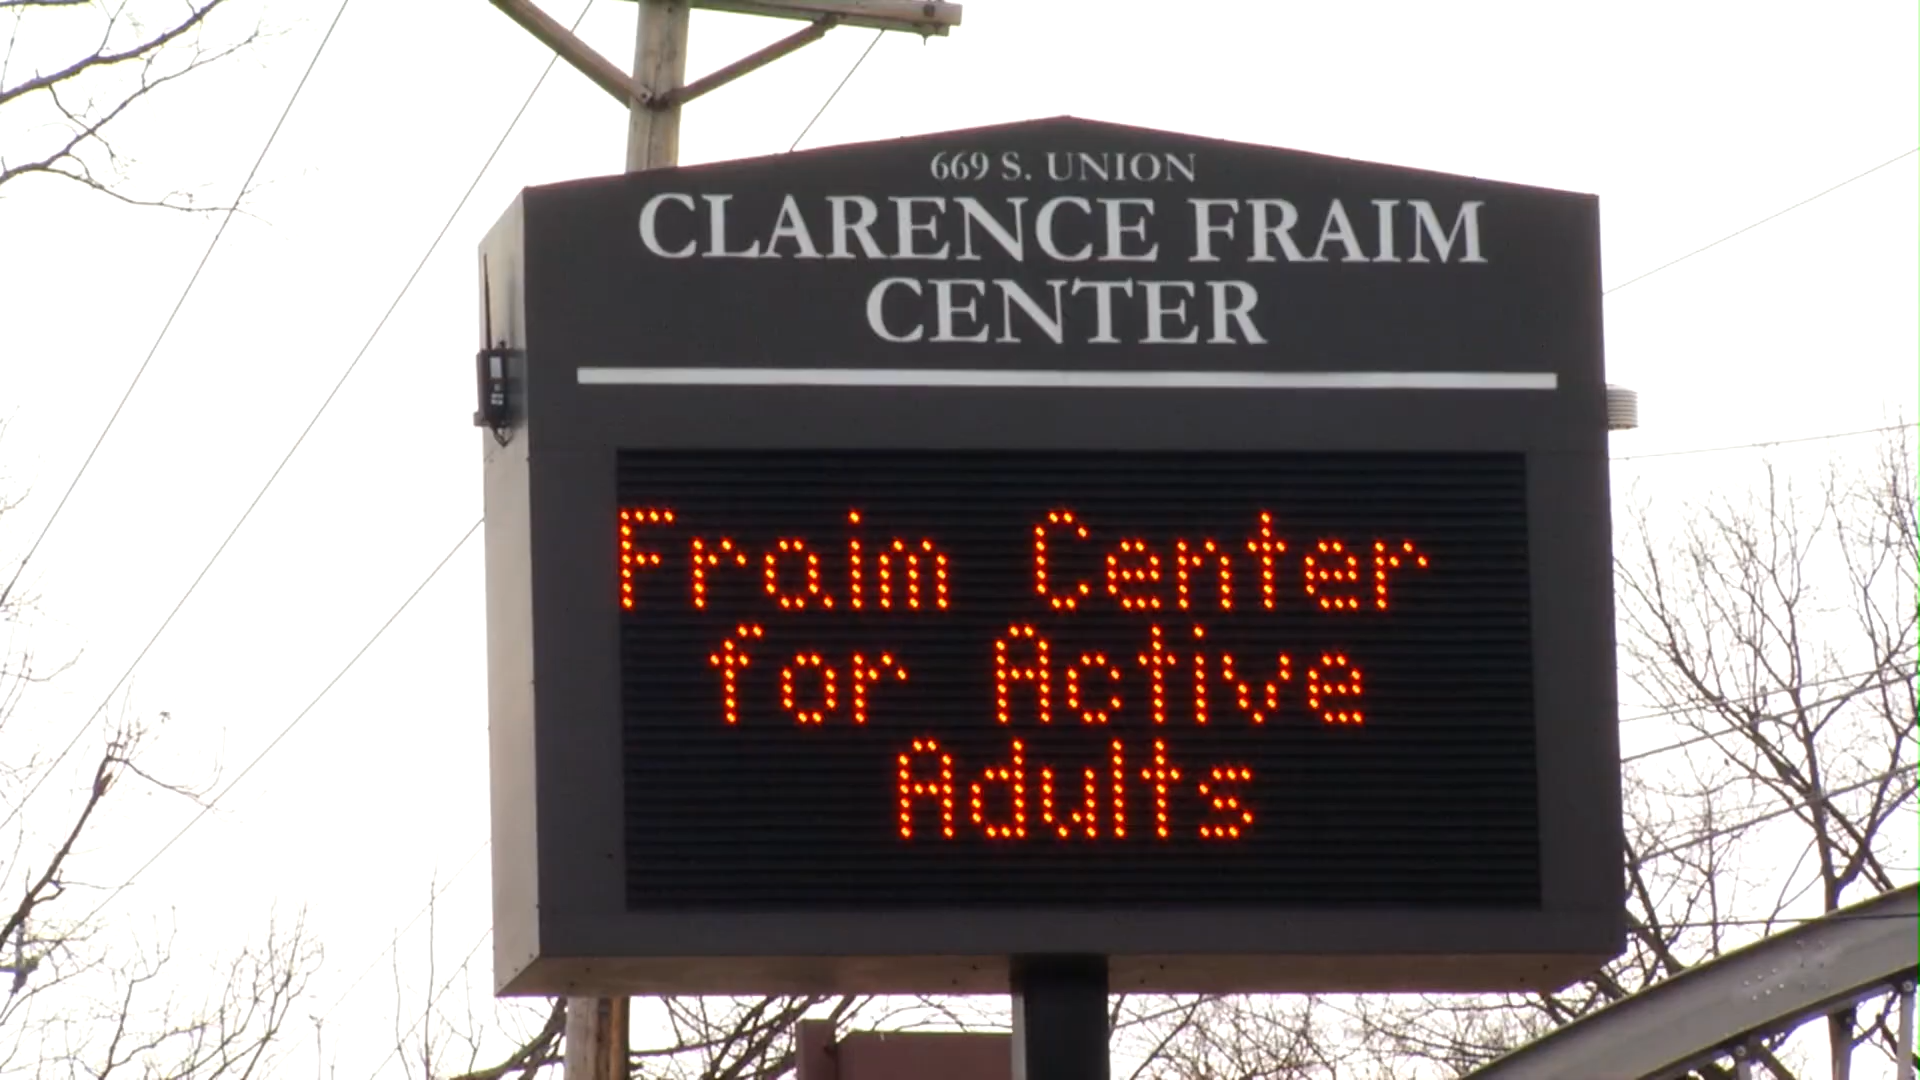 669 S. UNION
CLARENCE FRAIM
CENTER
Fraim Center
for Active
Adults